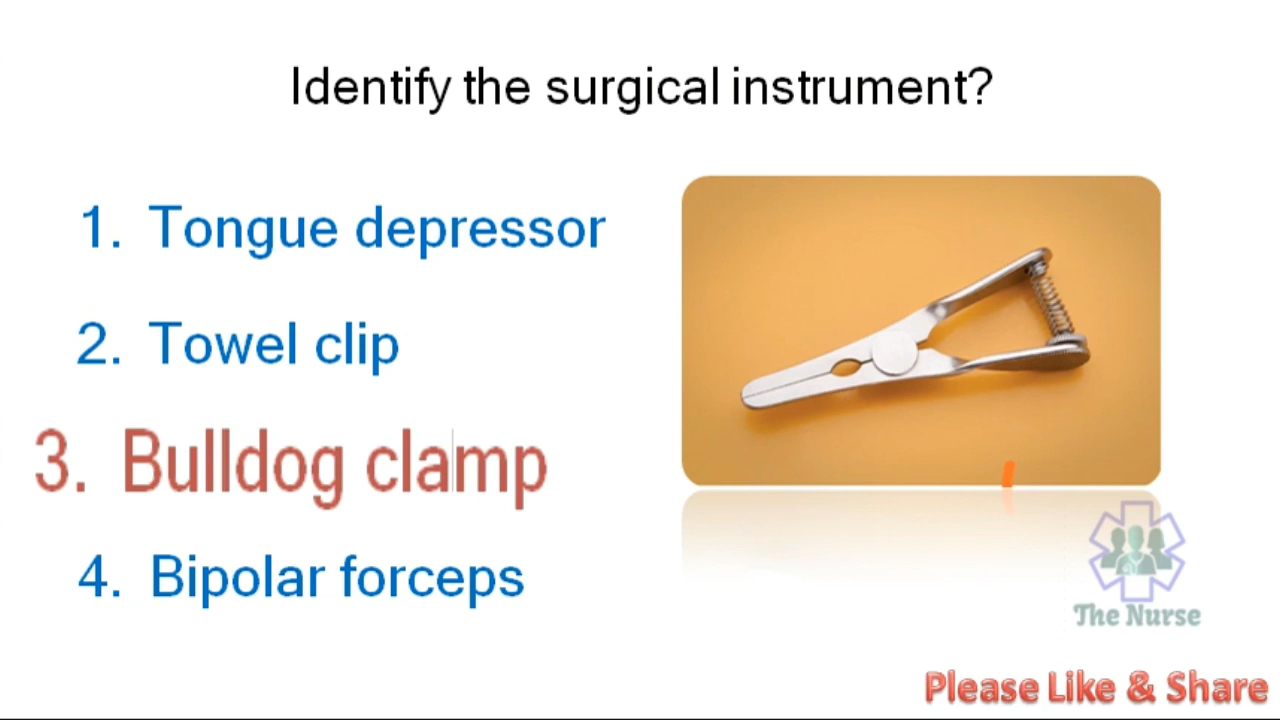 Identify the surgical instrument?
1. Tongue depressor
2. Towel clip
3. Bulldog clamp
4. Bipolar forceps
The Nurse
Please Like & Share